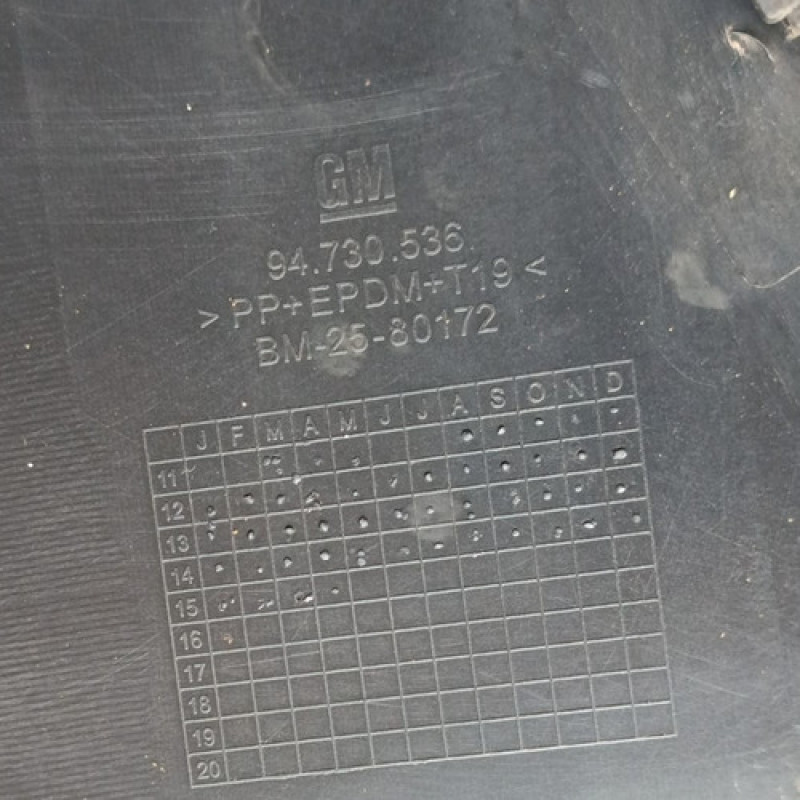 GM
94.730.536
>PP+EPDM+T19<
BM-25-80172
J F M A M J J A S O N D
11
12
13
14
15
16
17
18
19
20